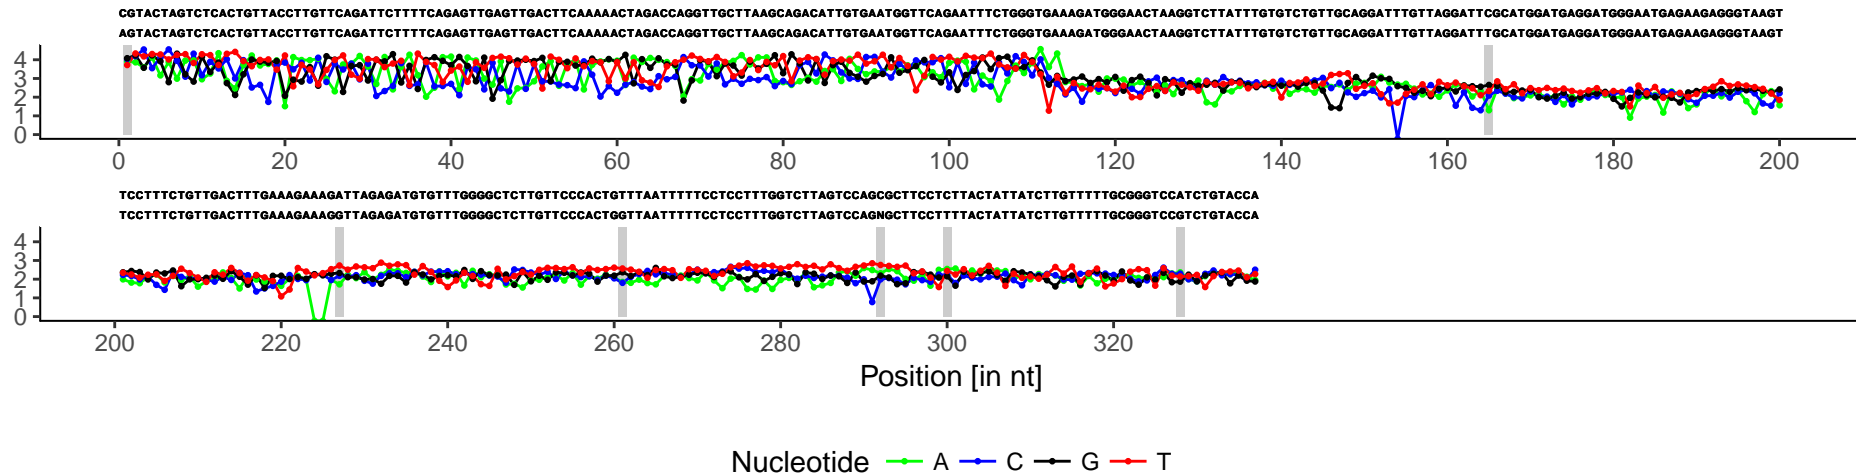 CGTACTAGTCTCACTGTTACCTTGTTCAGATTCTTTTCAGAGTTGAGTTGACTTCAAAAACTAGACCAGGTTGCTTAAGCAGACATTGTGAATGGTTCAGAATTTCTGGGTGAAAGATGGGAACTAAGGTCTTATTTGTGTCTGTTGCAGGATTTGTTAGGATTCGCATGGATGAGGATGGGAATGAGAAGAGGGTAAGT
AGTACTAGTCTCACTGTTACCTTGTTCAGATTCTTTTCAGAGTTGAGTTGACTTCAAAAACTAGACCAGGTTGCTTAAGCAGACATTGTGAATGGTTCAGAATTTCTGGGTGAAAGATGGGAACTAAGGTCTTATTTGTGTCTGTTGCAGGATTTGTTAGGATTTGCATGGATGAGGATGGGAATGAGAAGAGGGTAAGT
4
3
2
1
0
0 20 40 60 80 100 120 140 160 180 200
TCCTTTCTGTTGACTTTGAAAGAAAGATTAGAGATGTGTTTGGGGCTCTTGTTCCCACTGTTTAATTTTTCCTCCTTTGGTCTTAGTCCAGCGCTTCCTCTTACTATTATCTTGTTTTTGCGGGTCCATCTGTACCA
TCCTTTCTGTTGACTTTGAAAGAAAGGTTAGAGATGTGTTTGGGGCTCTTGTTCCCACTGGTTAATTTTTCCTCCTTTGGTCTTAGTCCAGNGCTTCCTTTTACTATTATCTTGTTTTTGCGGGTCCGTCTGTACCA
4
3
2
1
0
200 220 240 260 280 300 320
Position [in nt]
Nucleotide A C G T